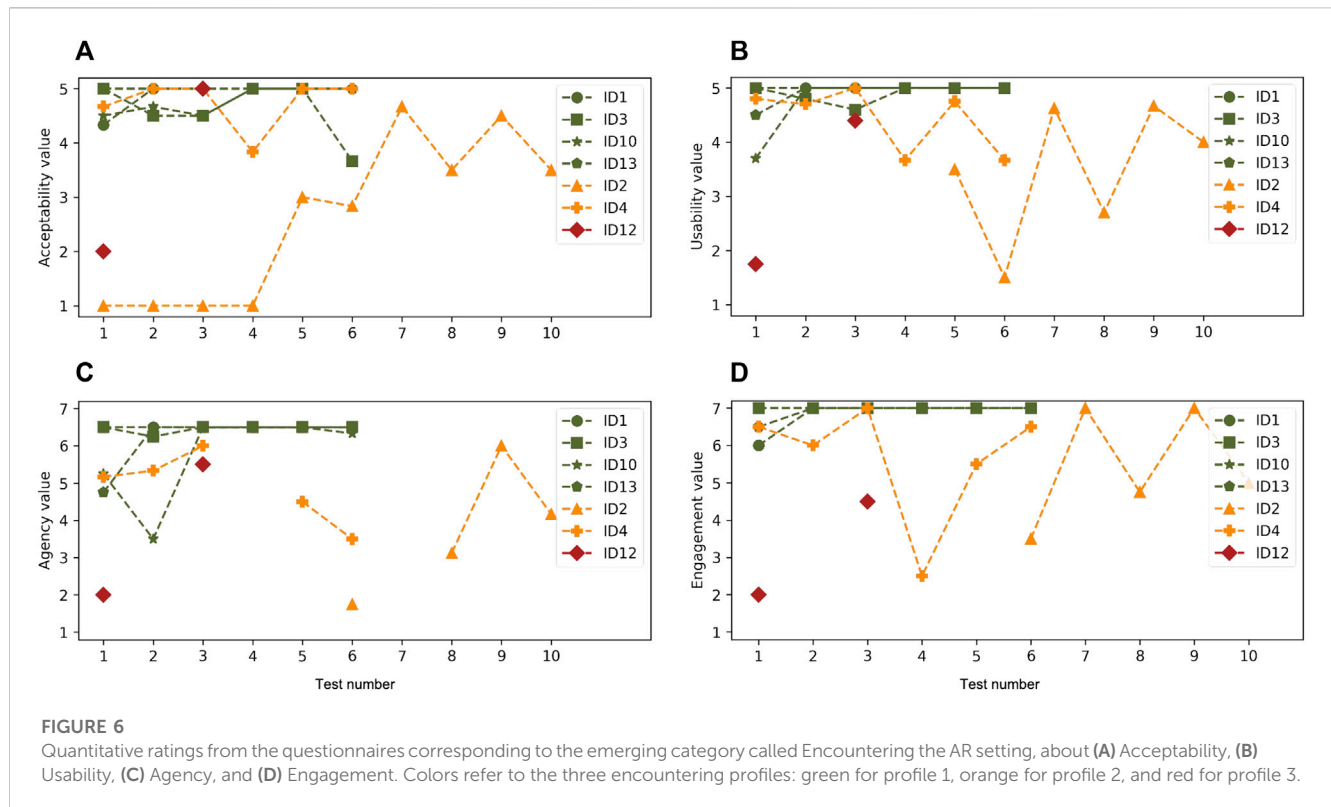 A
Acceptability value
5
4
3
2
1
1 2 3 4 5 6 7 8 9 10
ID1
ID3
ID10
ID13
ID2
ID4
ID12
B
Usability value
5
4
3
2
1
1 2 3 4 5 6 7 8 9 10
ID1
ID3
ID10
ID13
ID2
ID4
ID12
C
Agency value
7
6
5
4
3
2
1
1 2 3 4 5 6 7 8 9 10
Test number
ID1
ID3
ID10
ID13
ID2
ID4
ID12
D
Engagement value
7
6
5
4
3
2
1
1 2 3 4 5 6 7 8 9 10
Test number
ID1
ID3
ID10
ID13
ID2
ID4
ID12
FIGURE 6
Quantitative ratings from the questionnaires corresponding to the emerging category called Encountering the AR setting, about (A) Acceptability, (B)
Usability, (C) Agency, and (D) Engagement. Colors refer to the three encountering profiles: green for profile 1, orange for profile 2, and red for profile 3.